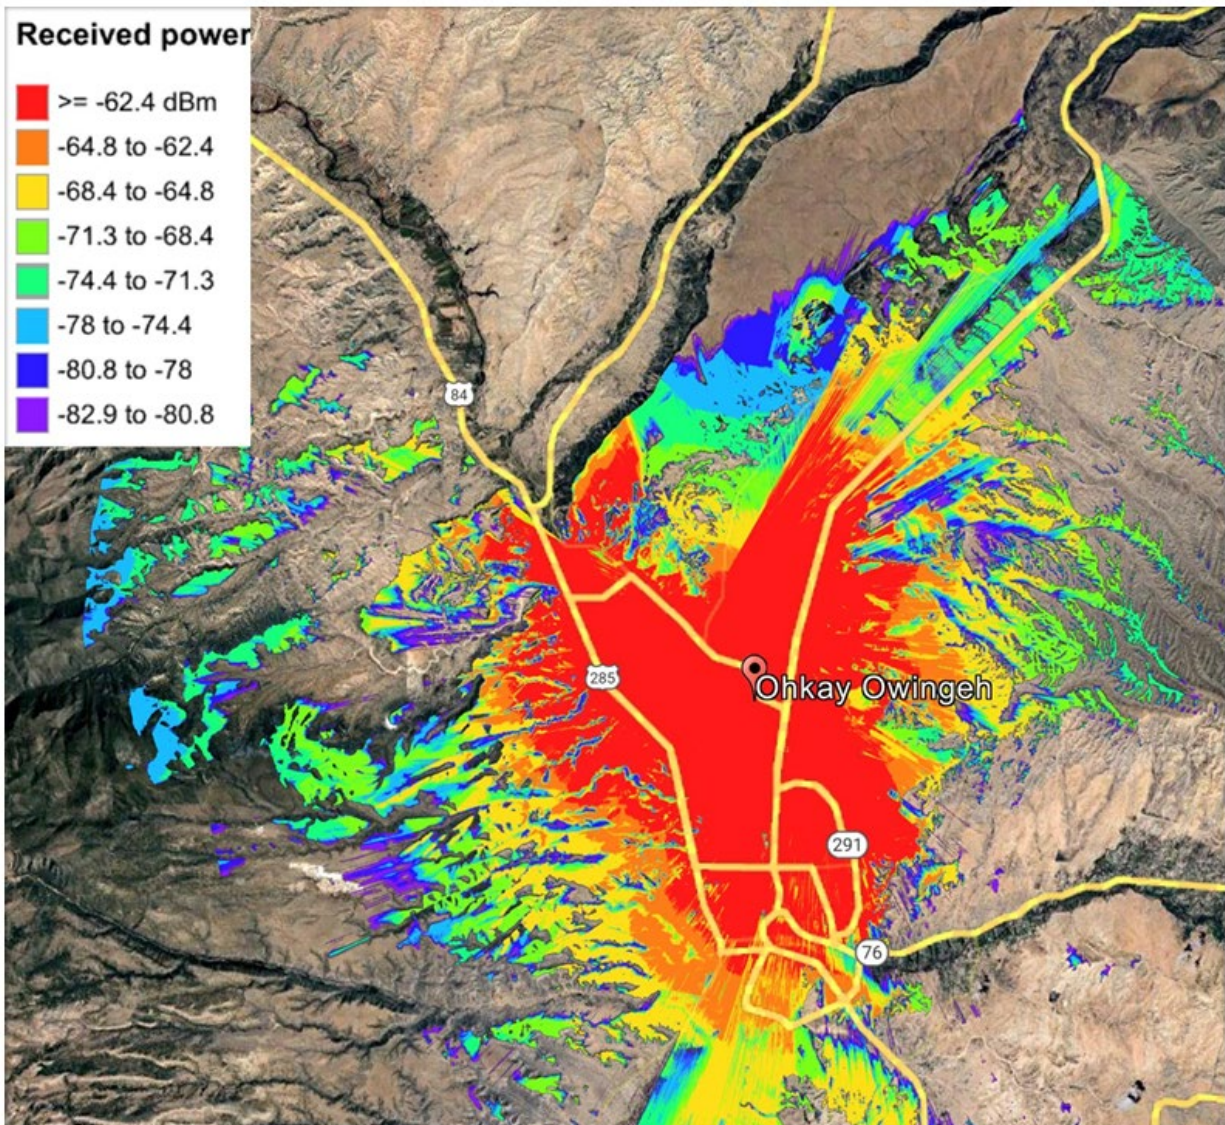 Received power
>= -62.4 dBm
-64.8 to -62.4
-68.4 to -64.8
-71.3 to -68.4
-74.4 to -71.3
-78 to -74.4
-80.8 to -78
-82.9 to -80.8
84
285
Ohkay Owingeh
291
76